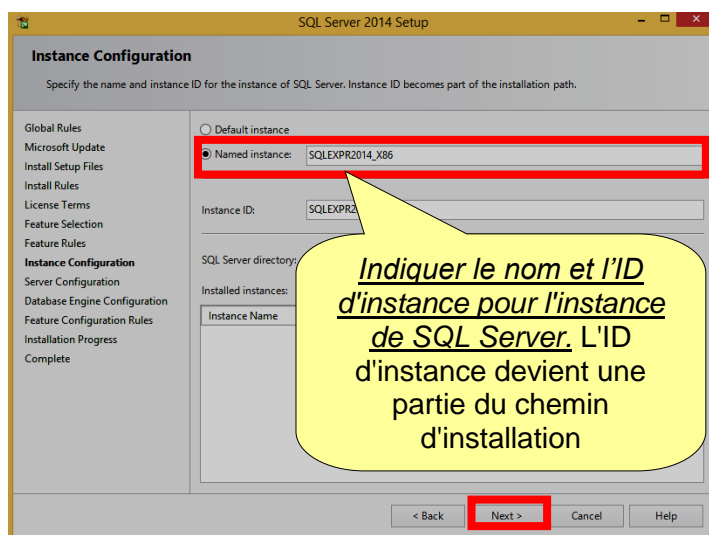 SQL Server 2014 Setup
Instance Configuration
Specify the name and instance ID for the instance of SQL Server. Instance ID becomes part of the installation path.
Global Rules
Microsoft Update
Install Setup Files
Install Rules
License Terms
Feature Selection
Feature Rules
Instance Configuration
Server Configuration
Database Engine Configuration
Feature Configuration Rules
Installation Progress
Complete
Default instance
Named instance: SQLEXPR2014_X86
Instance ID: SQLEXPR2
SQL Server directory:
Installed instances:
Instance Name
Indiquer le nom et l’ID
d'instance pour l'instance
de SQL Server. L'ID
d'instance devient une
partie du chemin
d'installation
< Back Next > Cancel Help